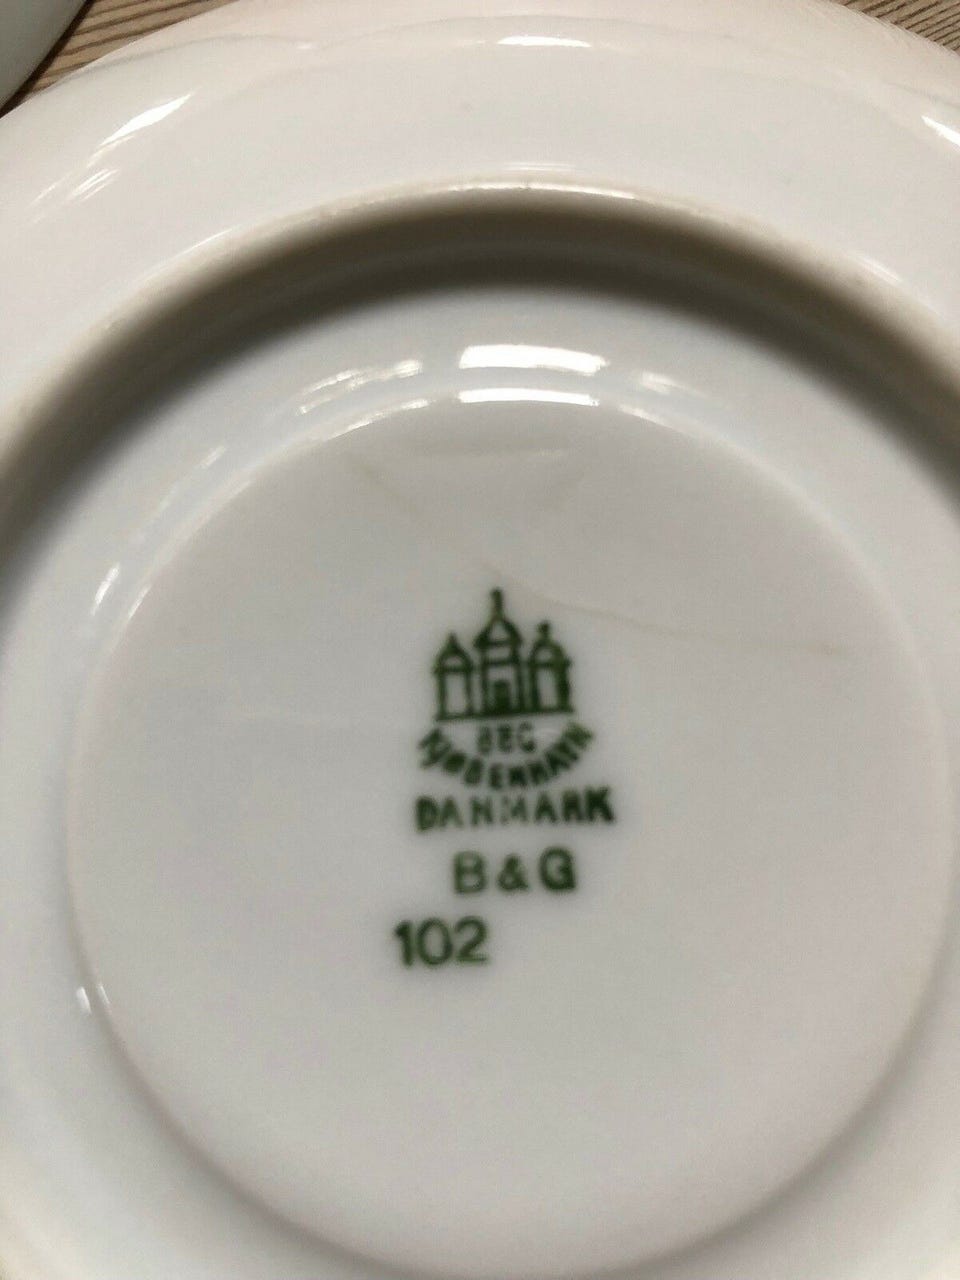 B&G
KJØBENHAVN
DANMARK
B & G
102